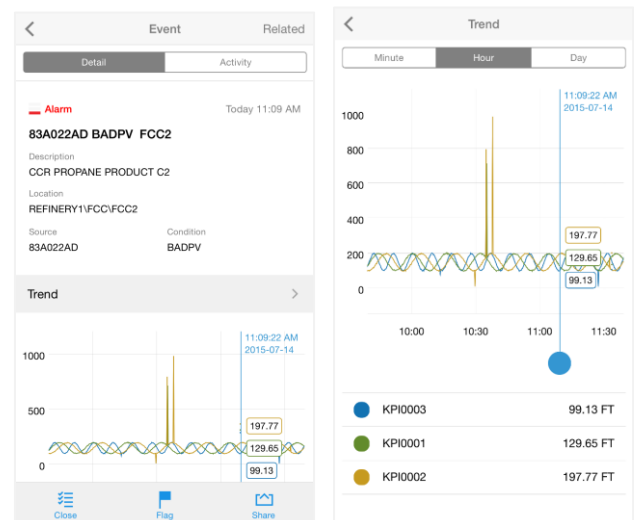 Event Related
Detail Activity
Alarm Today 11:09 AM
83A022AD BADPV FCC2
Description
CCR PROPANE PRODUCT C2
Location
REFINERY1\FCC\FCC2
Source Condition
83A022AD BADPV
Trend
11:09:22 AM
2015-07-14
1000
500
197.77
129.65
0
99.13
Close Flag Share
Trend
Minute Hour Day
11:09:22 AM
2015-07-14
1000
800
600
400
197.77
200
129.65
99.13
0
10:00 10:30 11:00 11:30
KPI0003 99.13 FT
KPI0001 129.65 FT
KPI0002 197.77 FT